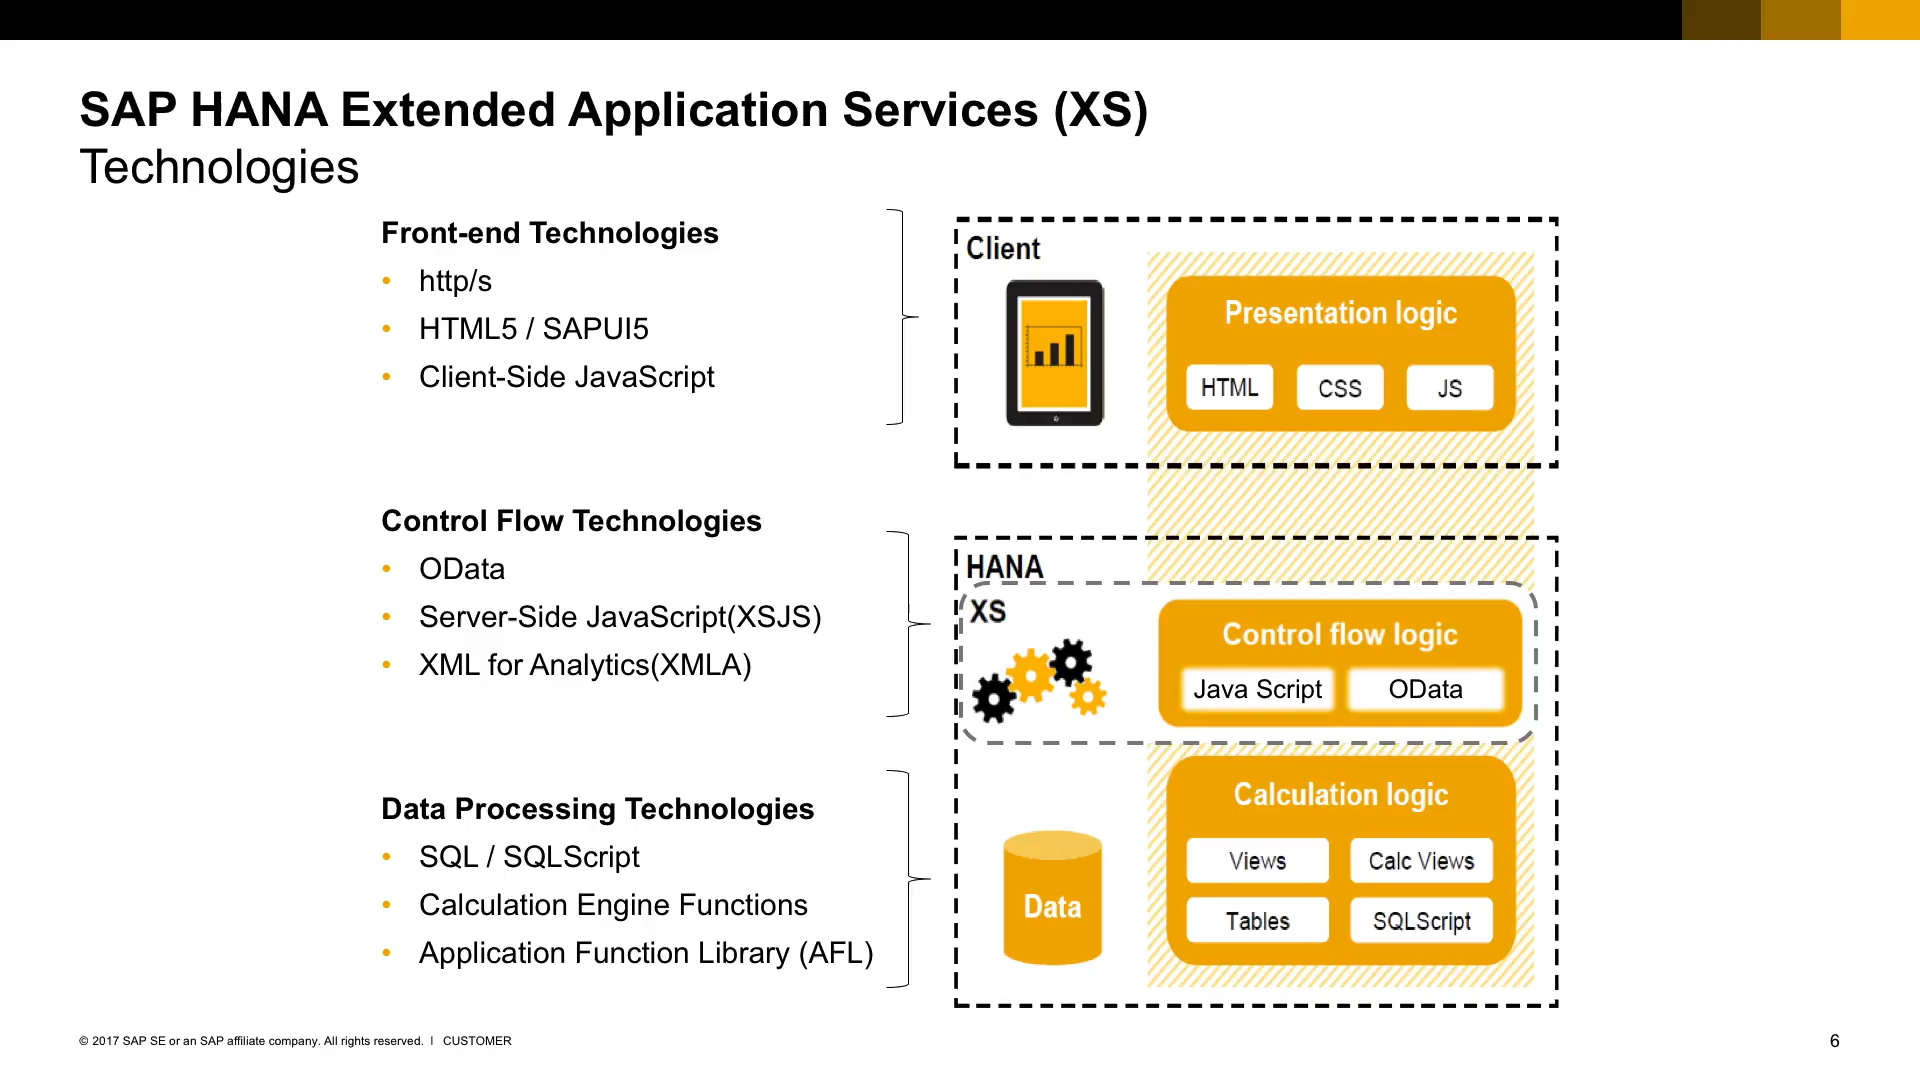 SAP HANA Extended Application Services (XS)
Technologies
Front-end Technologies
• http/s
• HTML5 / SAPUI5
• Client-Side JavaScript
Control Flow Technologies
• OData
• Server-Side JavaScript(XSJS)
• XML for Analytics(XMLA)
Data Processing Technologies
• SQL / SQLScript
• Calculation Engine Functions
• Application Function Library (AFL)
Client
Presentation logic
HTML CSS JS
HANA
XS
Control flow logic
Java Script OData
Data
Calculation logic
Views Calc Views
Tables SQLScript
© 2017 SAP SE or an SAP affiliate company. All rights reserved. | CUSTOMER
6